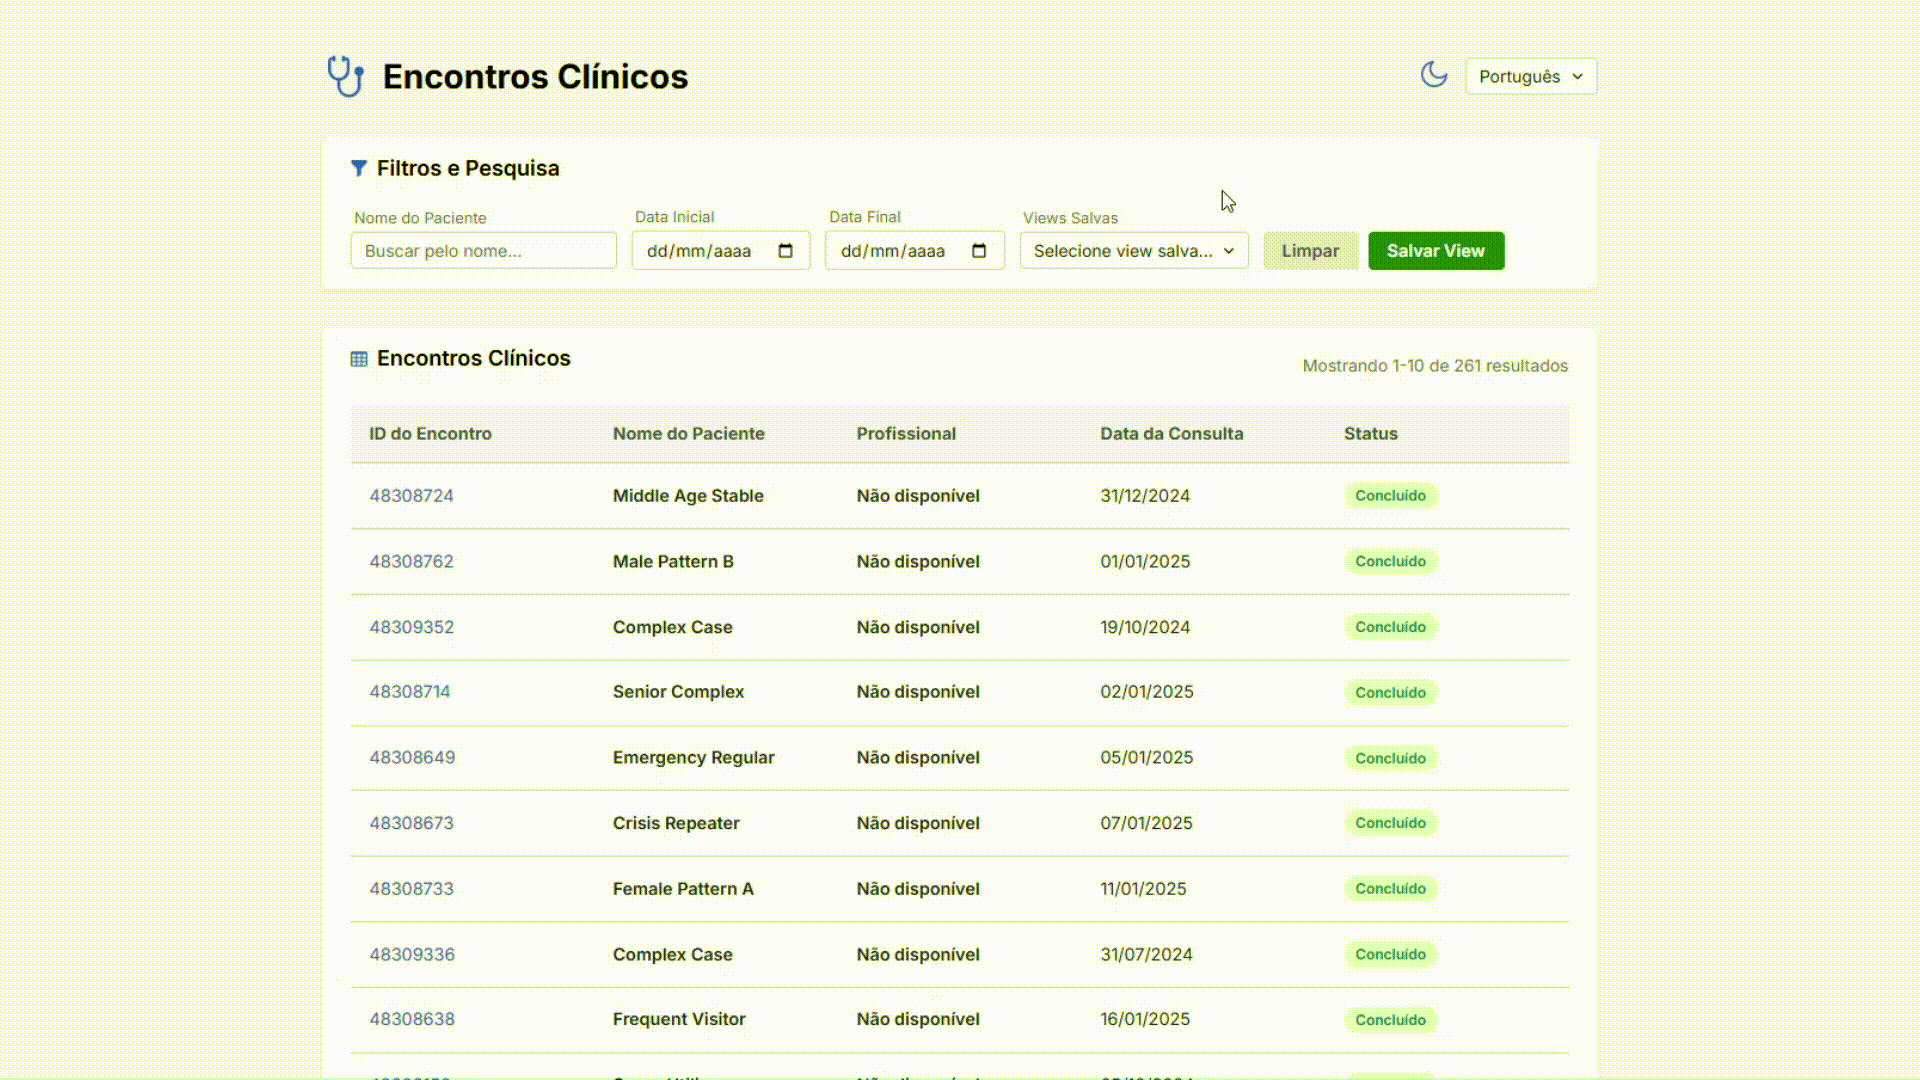 Encontros Clínicos
Português
Filtros e Pesquisa
Nome do Paciente Data Inicial Data Final Views Salvas
Buscar pelo nome... dd/mm/aaaa dd/mm/aaaa Selecione view salva... Limpar Salvar View
Encontros Clínicos
Mostrando 1-10 de 261 resultados
ID do Encontro Nome do Paciente Profissional Data da Consulta Status
48308724 Middle Age Stable Não disponível 31/12/2024 Concluído
48308762 Male Pattern B Não disponível 01/01/2025 Concluído
48309352 Complex Case Não disponível 19/10/2024 Concluído
48308714 Senior Complex Não disponível 02/01/2025 Concluído
48308649 Emergency Regular Não disponível 05/01/2025 Concluído
48308673 Crisis Repeater Não disponível 07/01/2025 Concluído
48308733 Female Pattern A Não disponível 11/01/2025 Concluído
48309336 Complex Case Não disponível 31/07/2024 Concluído
48308638 Frequent Visitor Não disponível 16/01/2025 Concluído